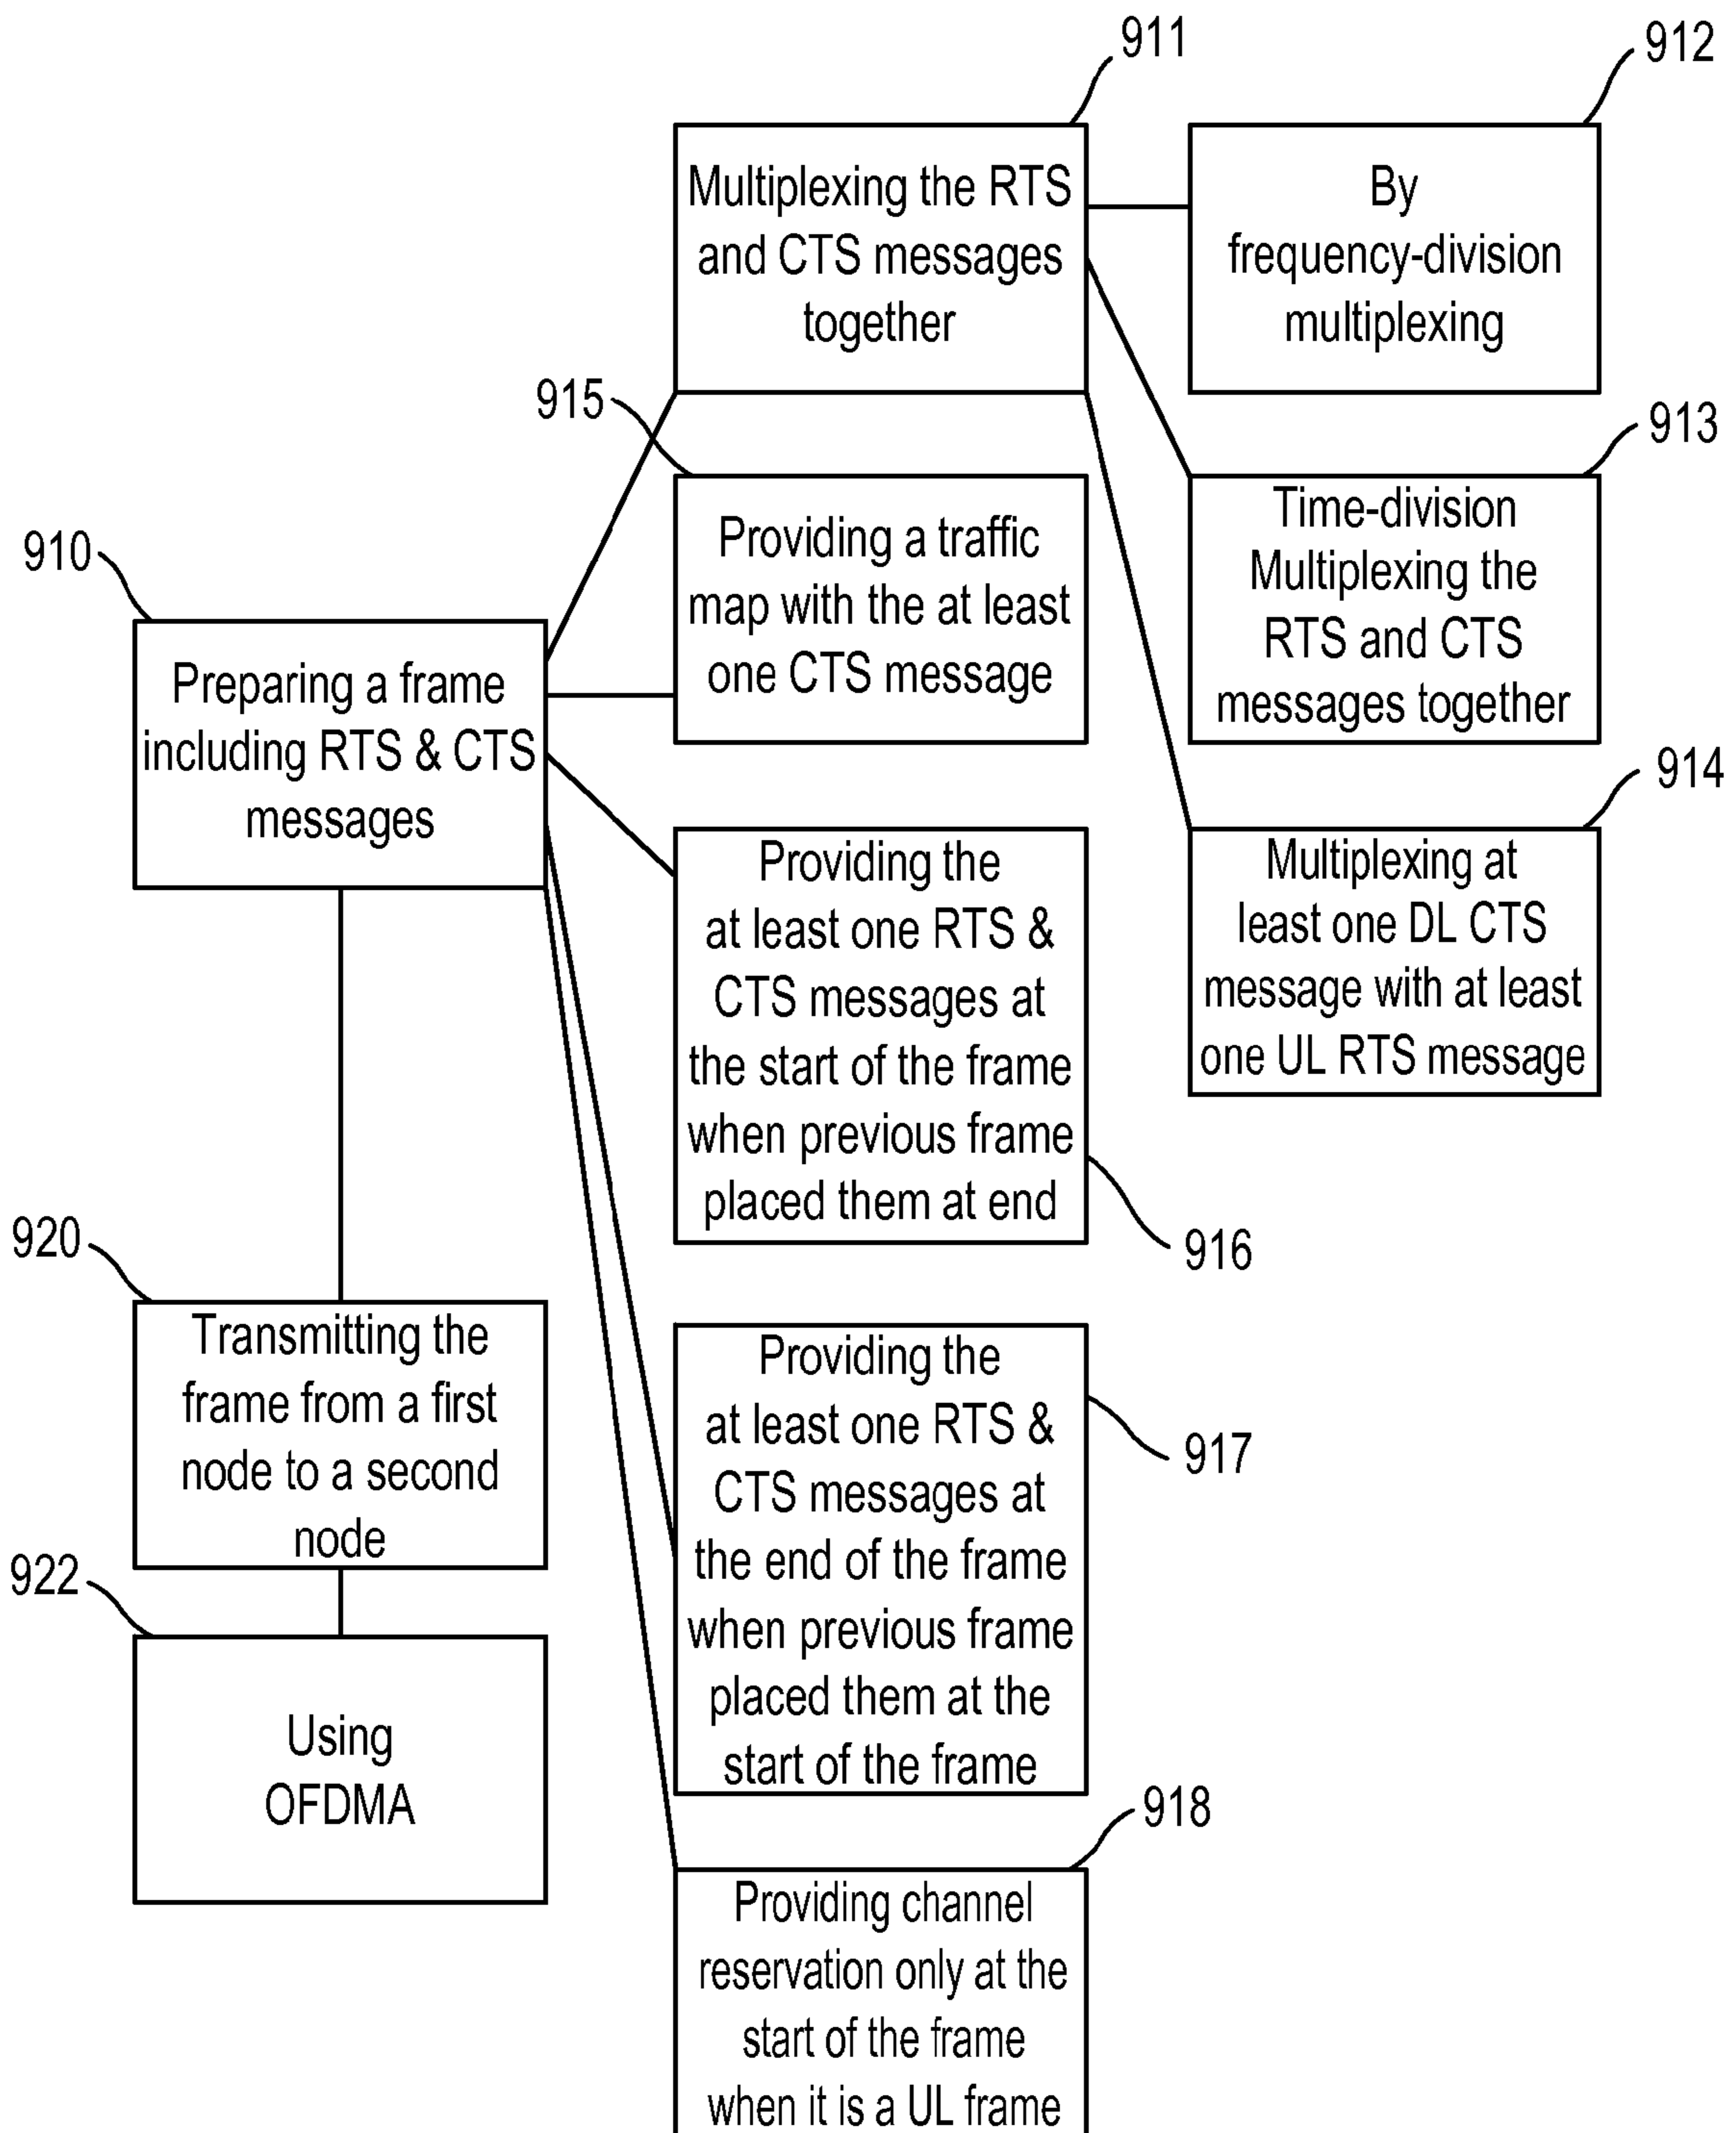 911
912
Multiplexing the RTS
and CTS messages
together
By
frequency-division
multiplexing
915
913
Providing a traffic
map with the at least
one CTS message
Time-division
Multiplexing the
RTS and CTS
messages together
910
Preparing a frame
including RTS & CTS
messages
914
Providing the
at least one RTS &
CTS messages at
the start of the frame
when previous frame
placed them at end
Multiplexing at
least one DL CTS
message with at least
one UL RTS message
916
920
Transmitting the
frame from a first
node to a second
node
Providing the
at least one RTS &
CTS messages at
the end of the frame
when previous frame
placed them at the
start of the frame
917
922
Using
OFDMA
918
Providing channel
reservation only at the
start of the frame
when it is a UL frame